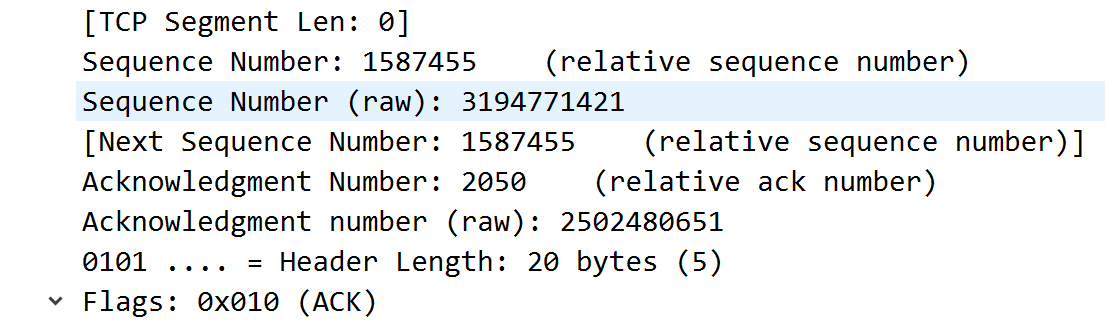 [TCP Segment Len: 0]
Sequence Number: 1587455    (relative sequence number)
Sequence Number (raw): 3194771421
[Next Sequence Number: 1587455    (relative sequence number)]
Acknowledgment Number: 2050    (relative ack number)
Acknowledgment number (raw): 2502480651
0101 .... = Header Length: 20 bytes (5)
Flags: 0x010 (ACK)